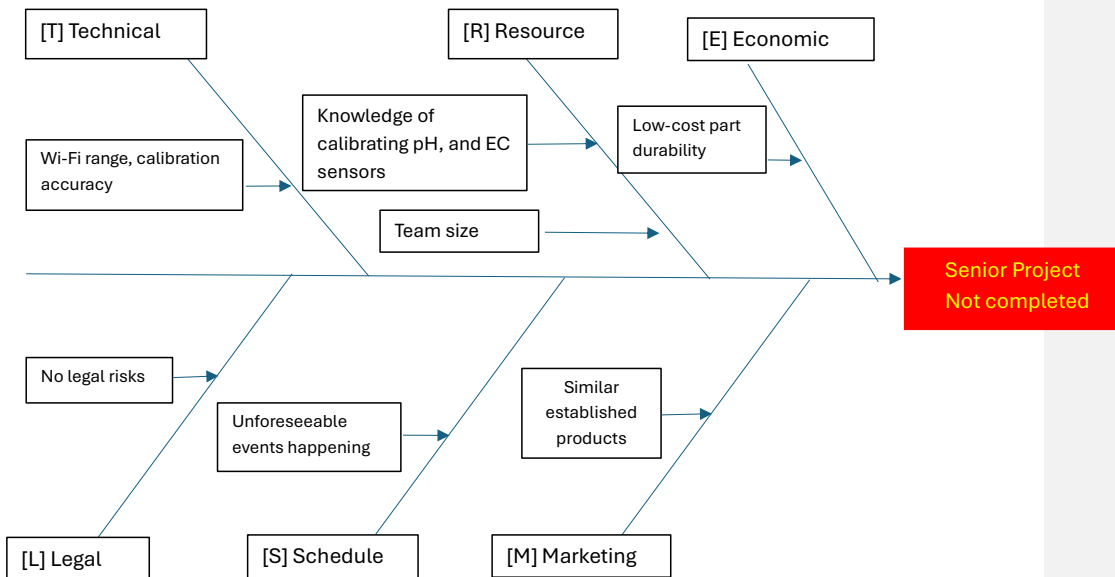 [T] Technical
[R] Resource
[E] Economic
Wi-Fi range, calibration
accuracy
Knowledge of
calibrating pH, and EC
sensors
Low-cost part
durability
Team size
Senior Project
Not completed
No legal risks
Unforeseeable
events happening
Similar
established
products
[L] Legal
[S] Schedule
[M] Marketing